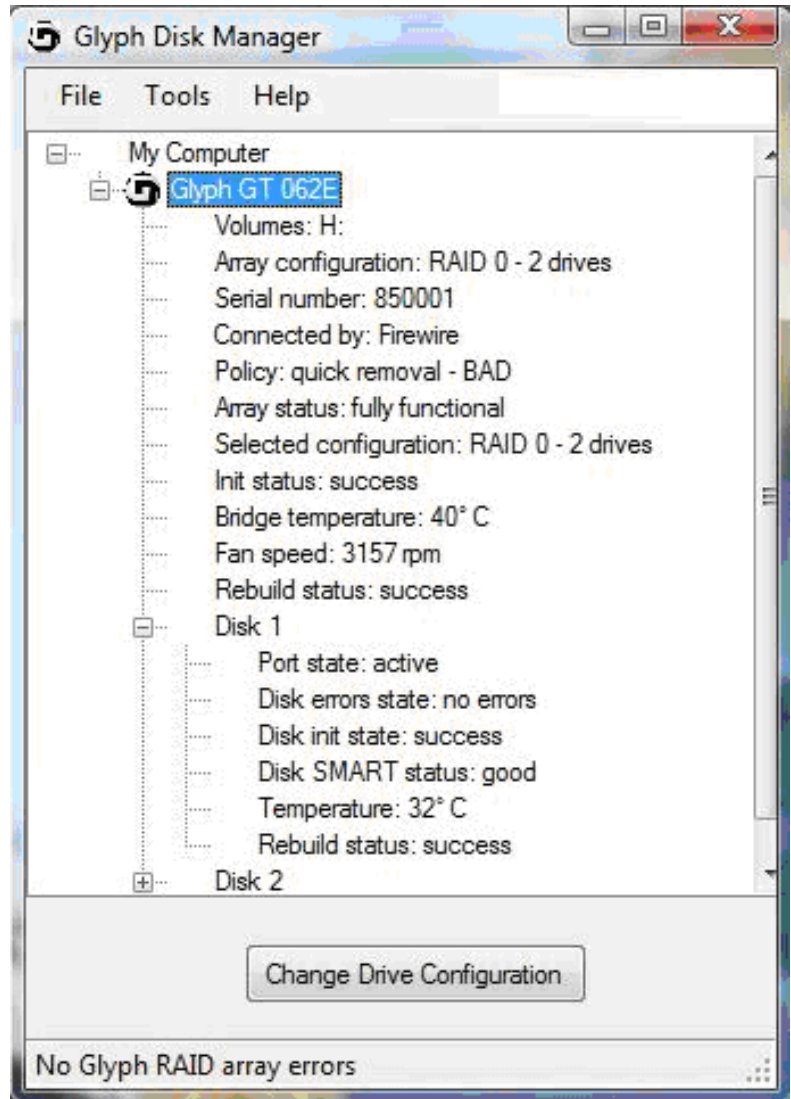 Glyph Disk Manager
File Tools Help
My Computer
Glyph GT 062E
Volumes: H:
Array configuration: RAID 0 - 2 drives
Serial number: 850001
Connected by: Firewire
Policy: quick removal - BAD
Array status: fully functional
Selected configuration: RAID 0 - 2 drives
Init status: success
Bridge temperature: 40° C
Fan speed: 3157 rpm
Rebuild status: success
Disk 1
Port state: active
Disk errors state: no errors
Disk init state: success
Disk SMART status: good
Temperature: 32° C
Rebuild status: success
Disk 2
Change Drive Configuration
No Glyph RAID array errors